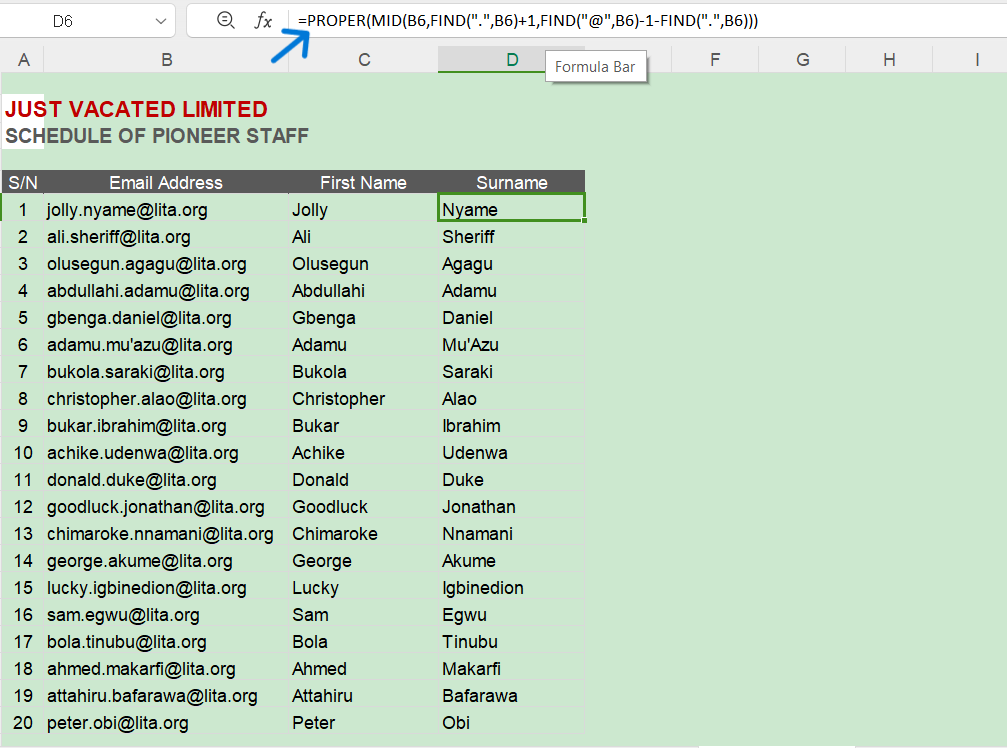 D6 fx =PROPER(MID(B6,FIND(".",B6)+1,FIND("@",B6)-1-FIND(".",B6)))
A B C D F G H I
Formula Bar
JUST VACATED LIMITED
SCHEDULE OF PIONEER STAFF
S/N Email Address First Name Surname
1 jolly.nyame@lita.org Jolly Nyame
2 ali.sheriff@lita.org Ali Sheriff
3 olusegun.agagu@lita.org Olusegun Agagu
4 abdullahi.adamu@lita.org Abdullahi Adamu
5 gbenga.daniel@lita.org Gbenga Daniel
6 adamu.mu'azu@lita.org Adamu Mu'Azu
7 bukola.saraki@lita.org Bukola Saraki
8 christopher.alao@lita.org Christopher Alao
9 bukar.ibrahim@lita.org Bukar Ibrahim
10 achike.udenwa@lita.org Achike Udenwa
11 donald.duke@lita.org Donald Duke
12 goodluck.jonathan@lita.org Goodluck Jonathan
13 chimaroke.nnamani@lita.org Chimaroke Nnamani
14 george.akume@lita.org George Akume
15 lucky.igbinedion@lita.org Lucky Igbinedion
16 sam.egwu@lita.org Sam Egwu
17 bola.tinubu@lita.org Bola Tinubu
18 ahmed.makarfi@lita.org Ahmed Makarfi
19 attahiru.bafarawa@lita.org Attahiru Bafarawa
20 peter.obi@lita.org Peter Obi